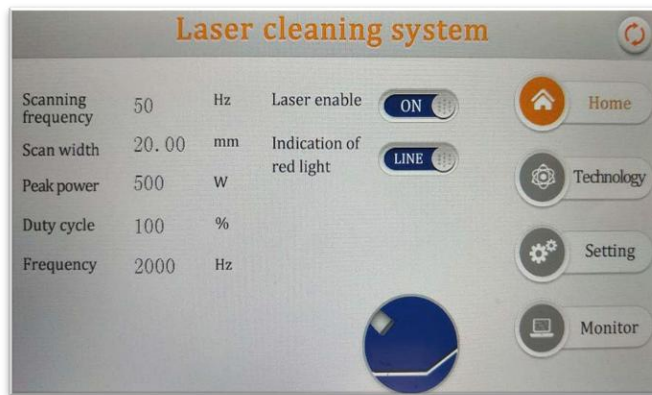 Laser cleaning system
Scanning
frequency 50 Hz
Scan width 20.00 mm
Peak power 500 W
Duty cycle 100 %
Frequency 2000 Hz
Laser enable ON
Indication of
red light LINE
Home
Technology
Setting
Monitor